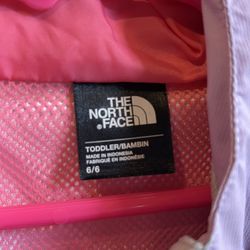 THE
NORTH
FACE
TODDLER/BAMBIN
MADE IN INDONESIA
FABRIQUÉ EN INDONÉSIE
6/6